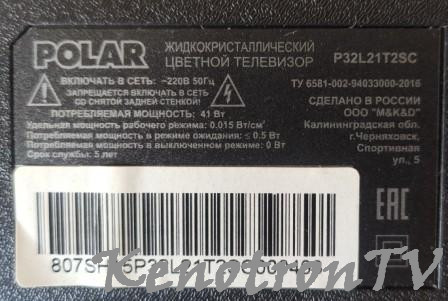 POLAR
ЖИДКОКРИСТАЛЛИЧЕСКИЙ
ЦВЕТНОЙ ТЕЛЕВИЗОР
P32L21T2SC
ВКЛЮЧАТЬ В СЕТЬ ~220В 50Гц
ЗАПРЕЩАЕТСЯ ВКЛЮЧАТЬ В СЕТЬ
СО СНЯТОЙ ЗАДНЕЙ СТЕНКОЙ!
ПОТРЕБЛЯЕМАЯ МОЩНОСТЬ: 41 Вт
Удельная мощность рабочего режима: 0.015 Вт/см²
Потребляемая мощность в режиме ожидания: ≤ 0.5 Вт
Потребляемая мощность в выключенном режиме: 0 Вт
Срок службы: 5 лет
ТУ 6581-002-94033000-2016
СДЕЛАНО В РОССИИ
ООО "M&K&D"
Калининградская обл.
г.Черняховск,
Спортивная
ул., 5
EAC
KenotronTV